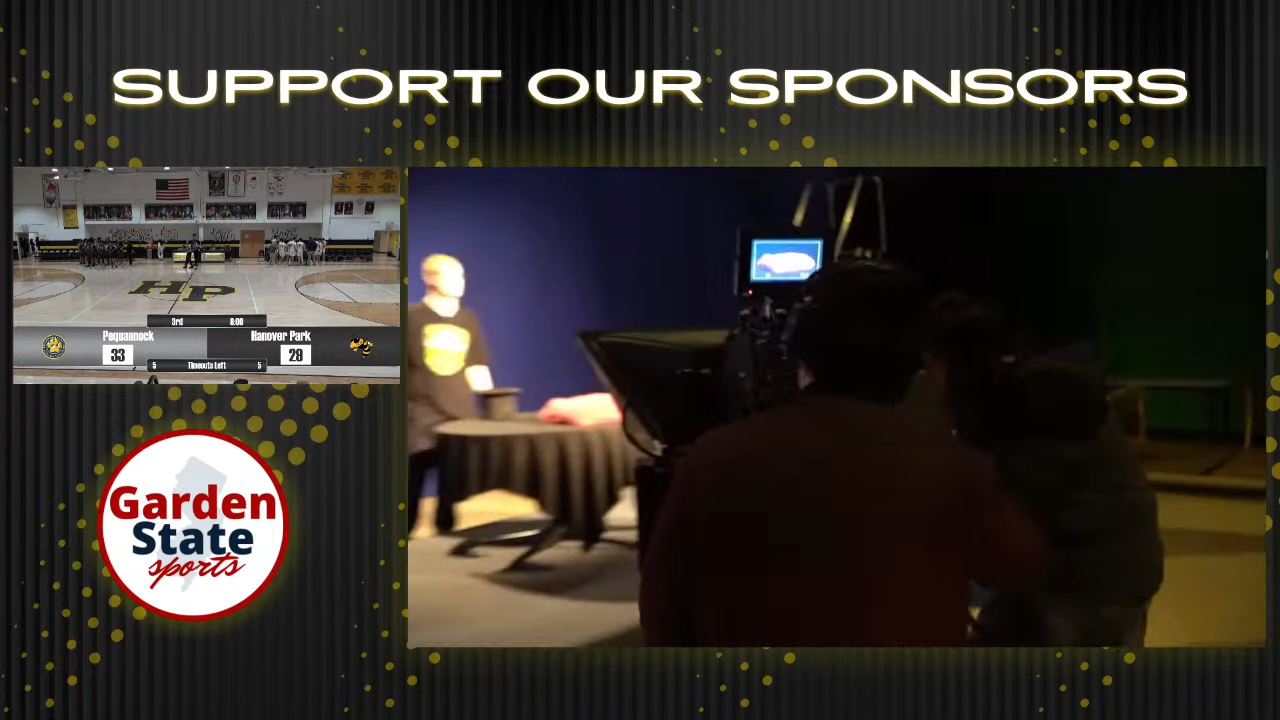 SUPPORT OUR SPONSORS
HP
3rd 8:00
Pequannock Hanover Park
33 29
5 Timeouts Left 5
Garden
State
sports